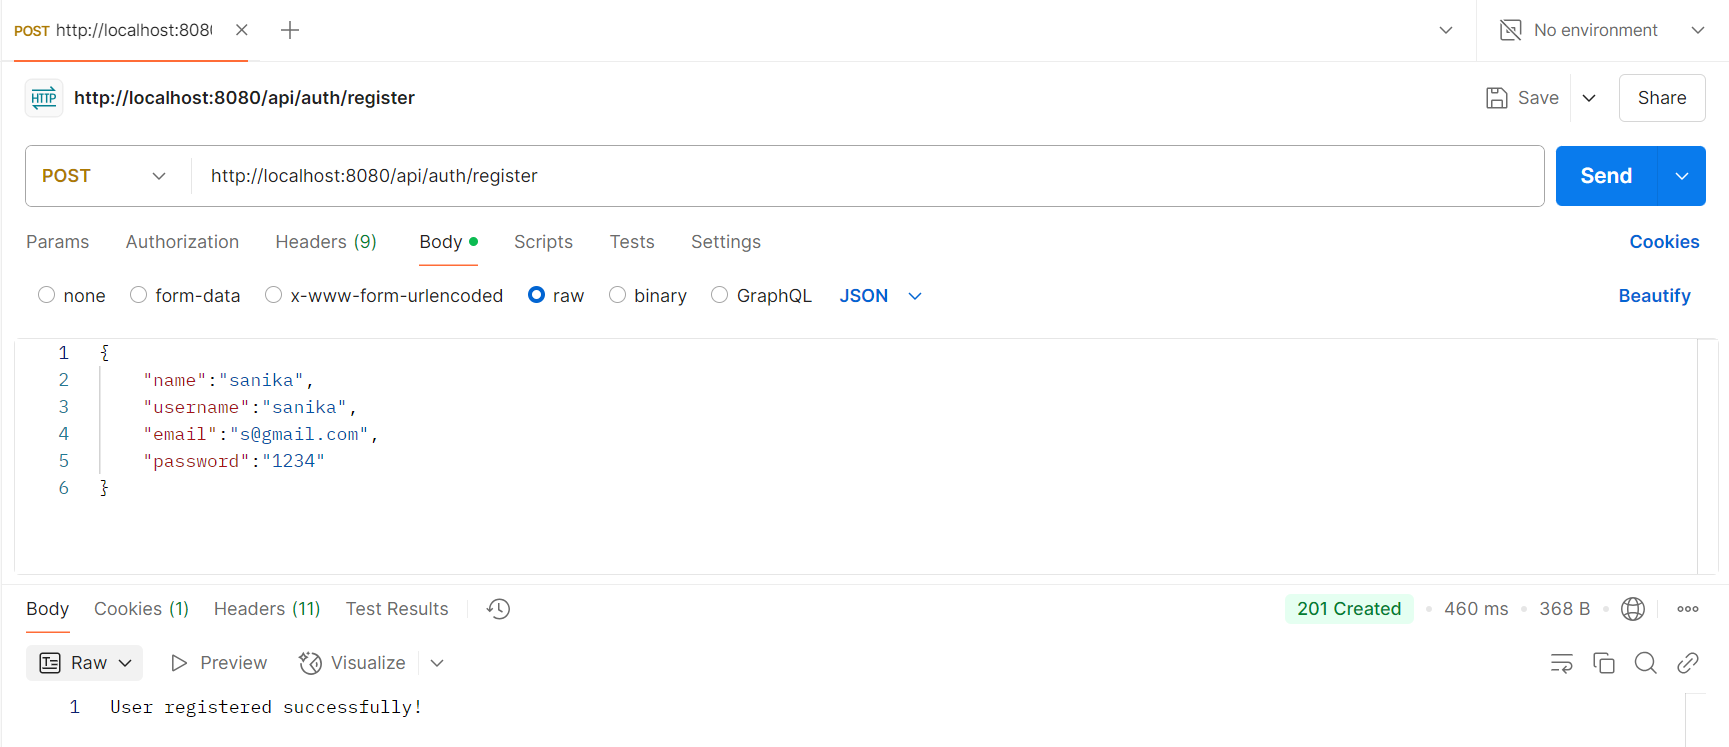 POST http://localhost:808
No environment
HTTP http://localhost:8080/api/auth/register
Save
Share
POST http://localhost:8080/api/auth/register
Send
Params Authorization Headers (9) Body Scripts Tests Settings Cookies
none form-data x-www-form-urlencoded raw binary GraphQL JSON Beautify
1 {
2 "name":"sanika",
3 "username":"sanika",
4 "email":"s@gmail.com",
5 "password":"1234"
6 }
Body Cookies (1) Headers (11) Test Results 201 Created • 460 ms • 368 B •
Raw Preview Visualize
1 User registered successfully!